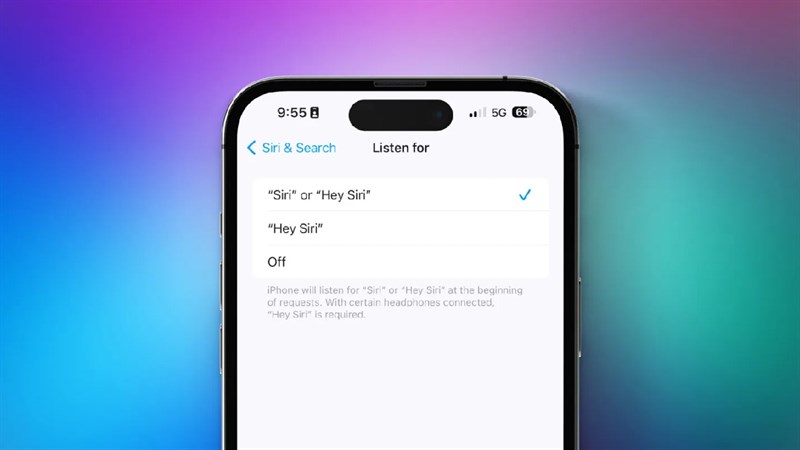 9:55
5G
69
Siri & Search
Listen for
“Siri” or “Hey Siri”
“Hey Siri”
Off
iPhone will listen for “Siri” or “Hey Siri” at the beginning
of requests. With certain headphones connected,
“Hey Siri” is required.